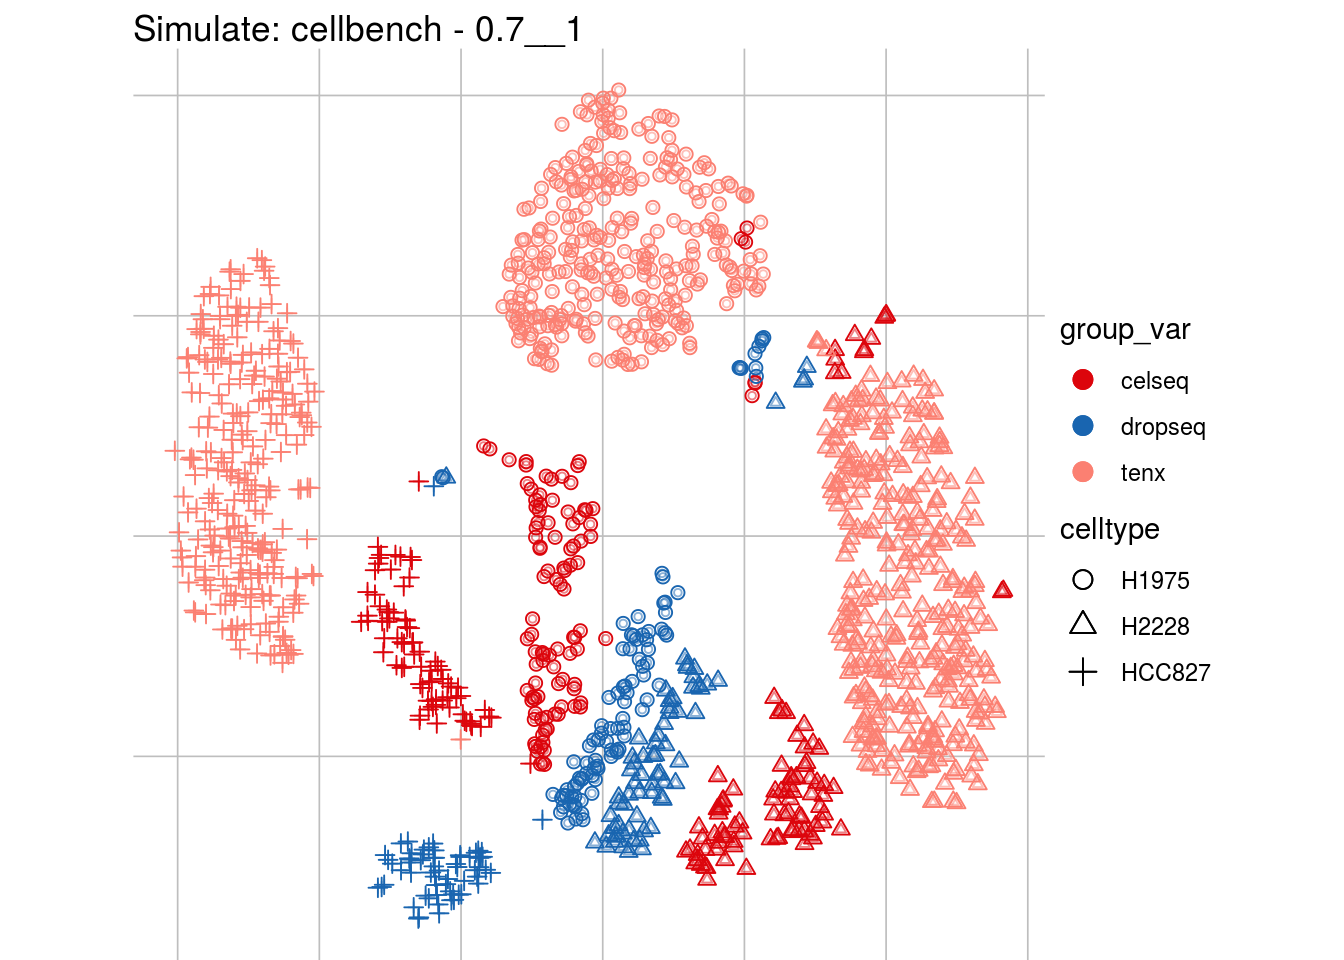 Simulate: cellbench - 0.7__1
group_var
celseq
dropseq
tenx
celltype
H1975
H2228
HCC827